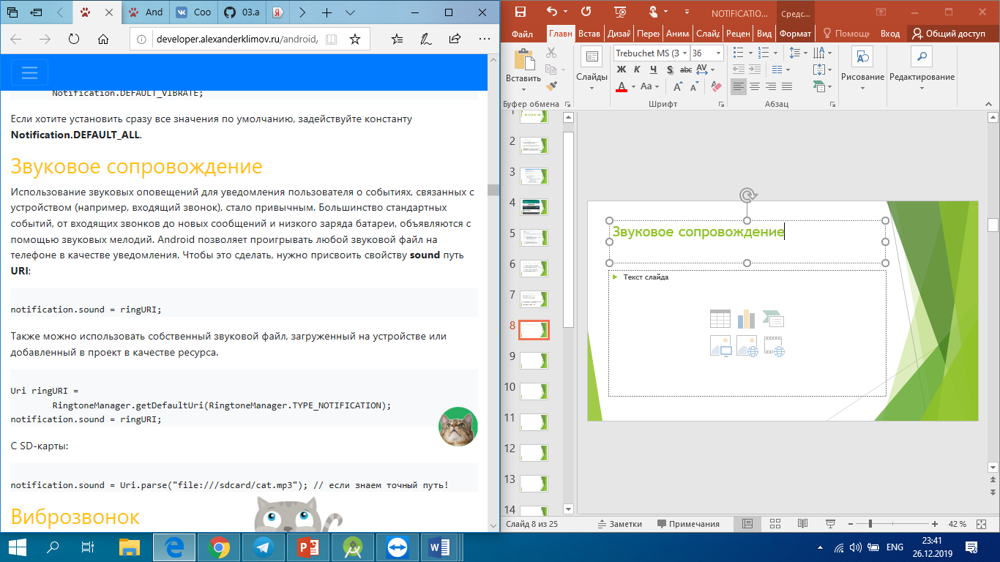 And
Coo
03.a
developer.alexanderklimov.ru/android,
Notification.DEFAULT_VIBRATE;
Если хотите установить сразу все значения по умолчанию, задействуйте константу
Notification.DEFAULT_ALL.
Звуковое сопровождение
Использование звуковых оповещений для уведомления пользователя о событиях, связанных с
устройством (например, входящий звонок), стало привычным. Большинство стандартных
событий, от входящих звонков до новых сообщений и низкого заряда батареи, объявляются с
помощью звуковых мелодий. Android позволяет проигрывать любой звуковой файл на
телефоне в качестве уведомления. Чтобы это сделать, нужно присвоить свойству sound путь
URI:
notification.sound = ringURI;
Также можно использовать собственный звуковой файл, загруженный на устройстве или
добавленный в проект в качестве ресурса.
Uri ringURI =
RingtoneManager.getDefaultUri(RingtoneManager.TYPE_NOTIFICATION);
notification.sound = ringURI;
С SD-карты:
notification.sound = Uri.parse("file:///sdcard/cat.mp3"); // если знаем точный путь!
Виброзвонок
NOTIFICATIO... Средс...
Файл Главн Встав Дизай Перех Аним Слайд Рецен Вид Формат Помощн Вход Общий доступ
Trebuchet MS (З 36
Вставить Слайды Ж К Ч S abc AV Рисование Редактирование
A Aa A A
Буфер обмена Шрифт Абзац
1
2
3
4
5
6
7
8
9
10
11
12
13
14
Звуковое сопровождение
Текст слайда
Слайд 8 из 25 Заметки Примечания 42 %
ENG
23:41
26.12.2019